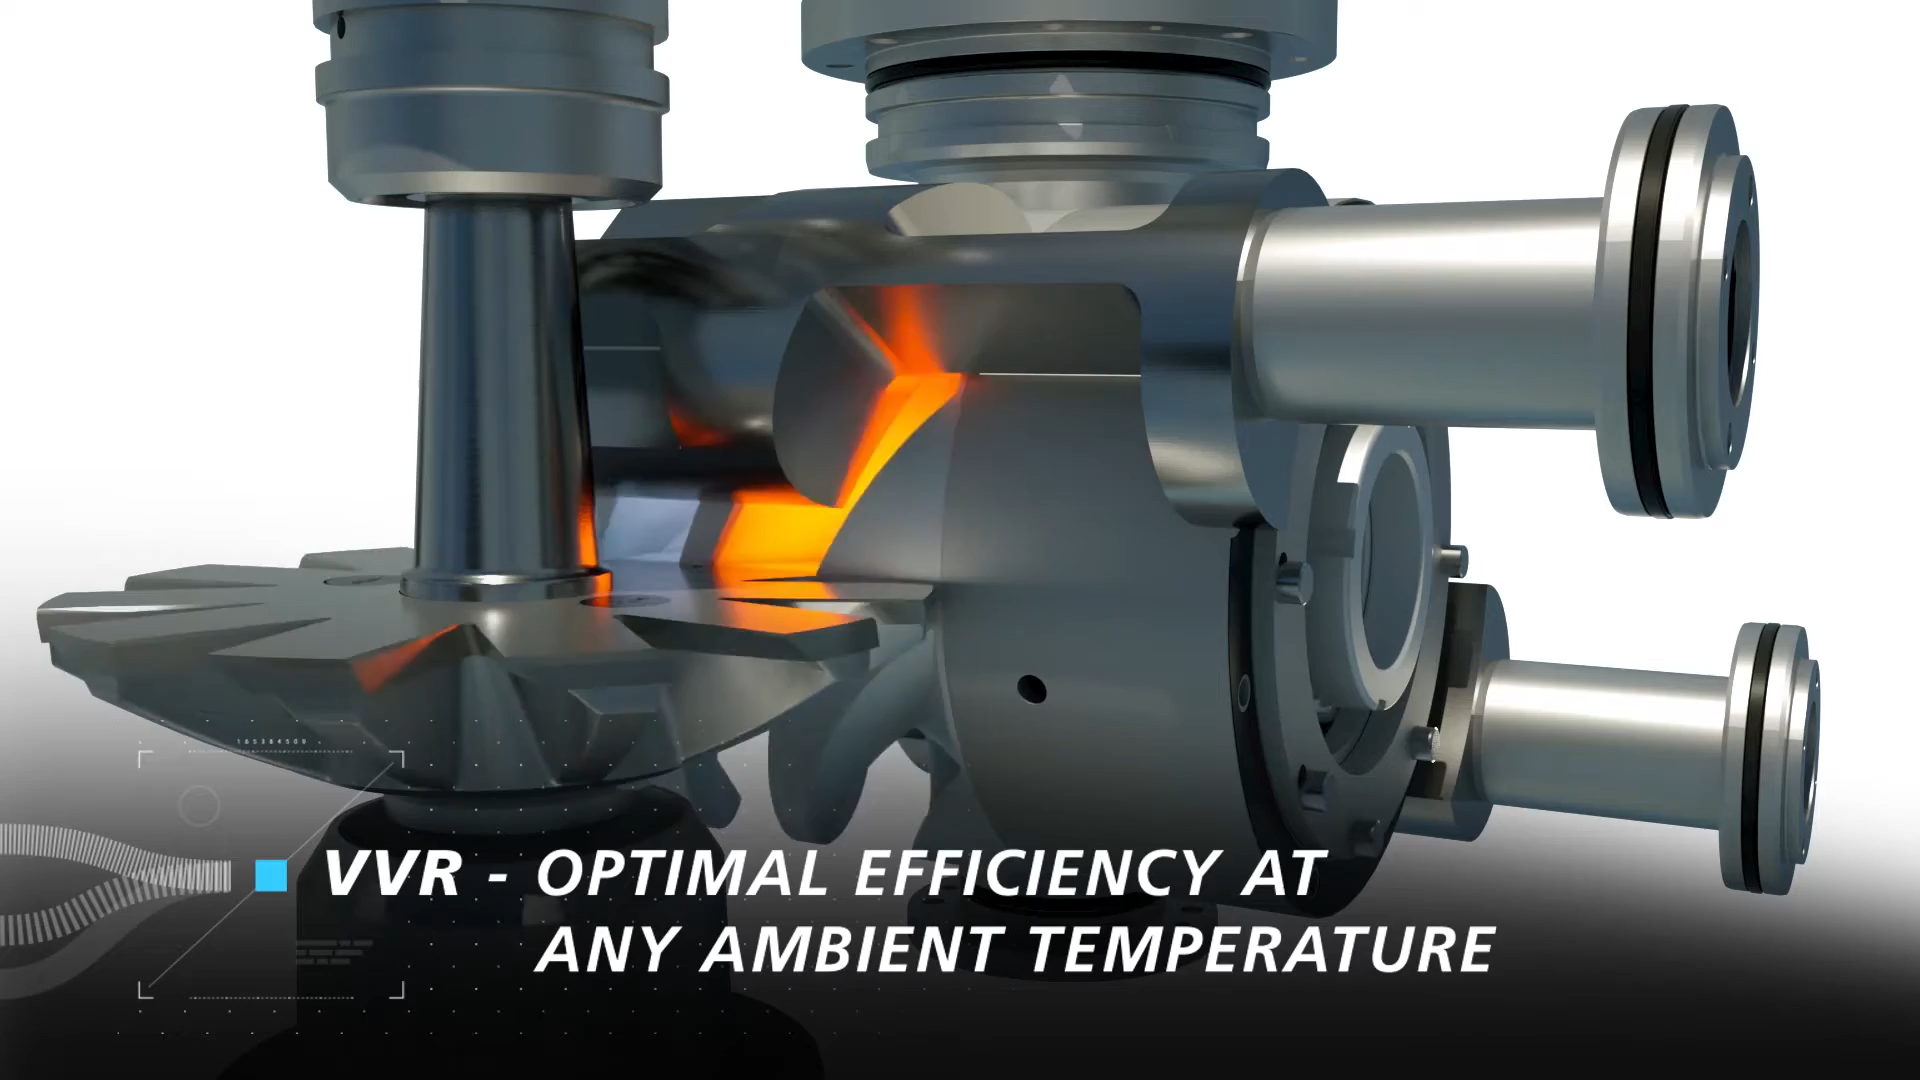 VVR - OPTIMAL EFFICIENCY AT
ANY AMBIENT TEMPERATURE